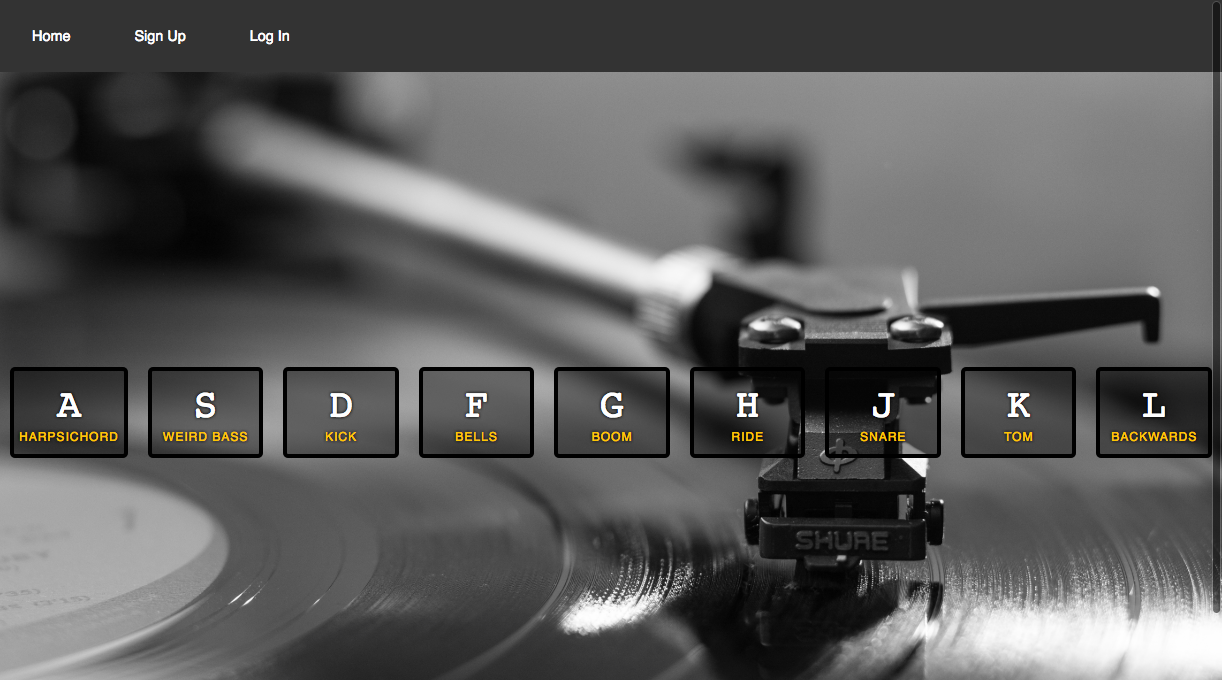 Home Sign Up Log In
A S D F G H J K L
HARPSICHORD WEIRD BASS KICK BELLS BOOM RIDE SNARE TOM BACKWARDS
SHURE